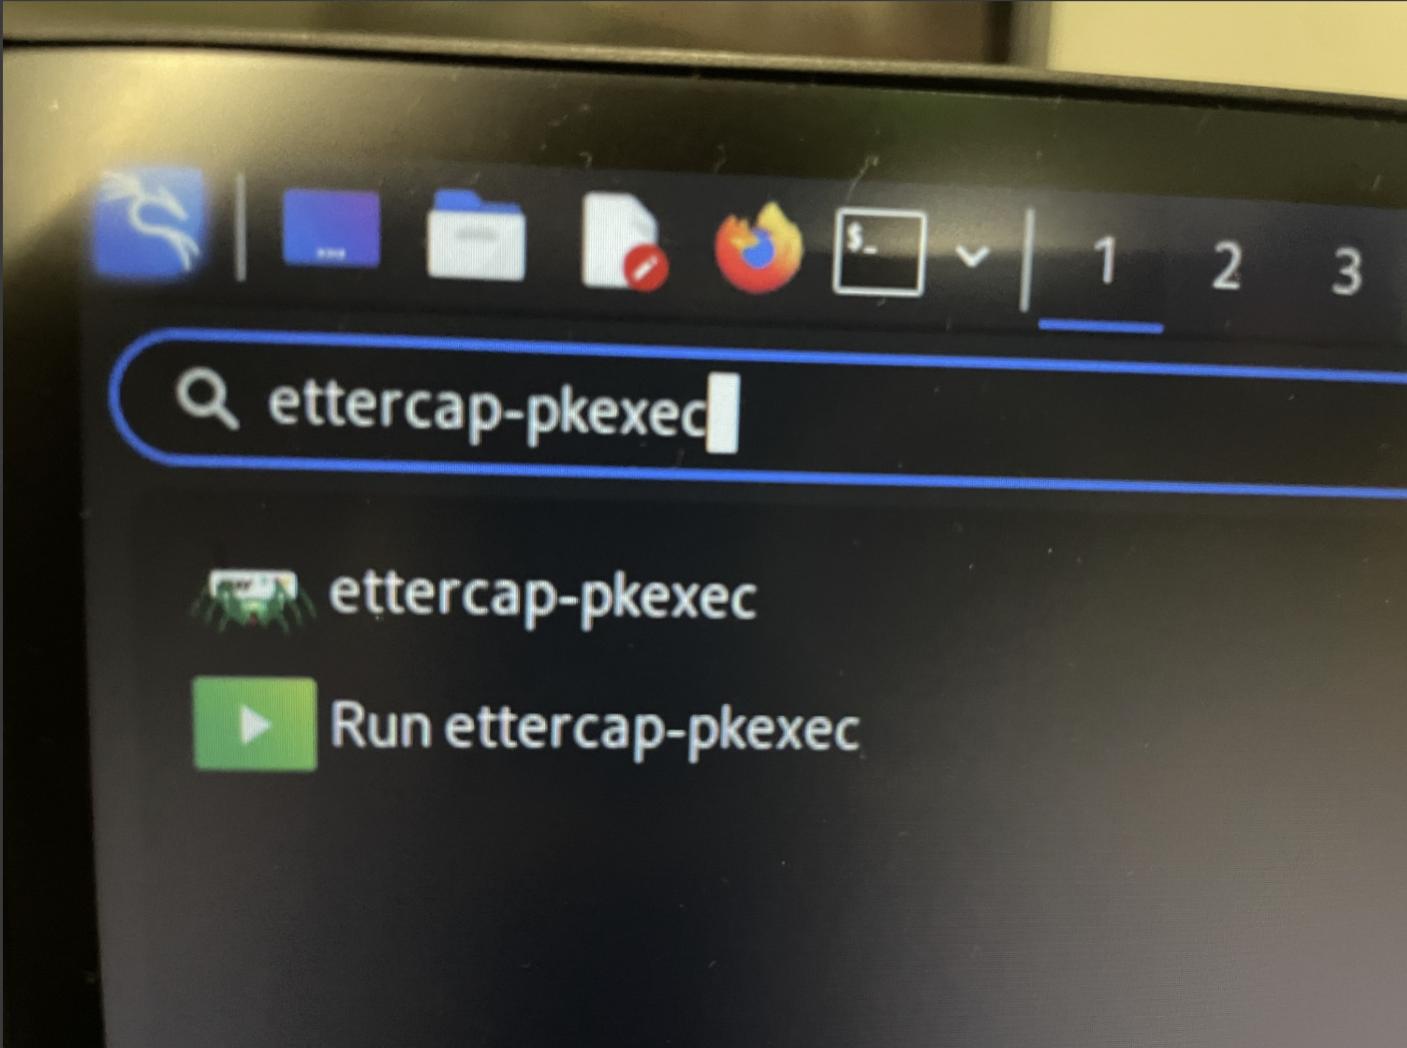 $_
1 2 3
ettercap-pkexec
ettercap-pkexec
Run ettercap-pkexec